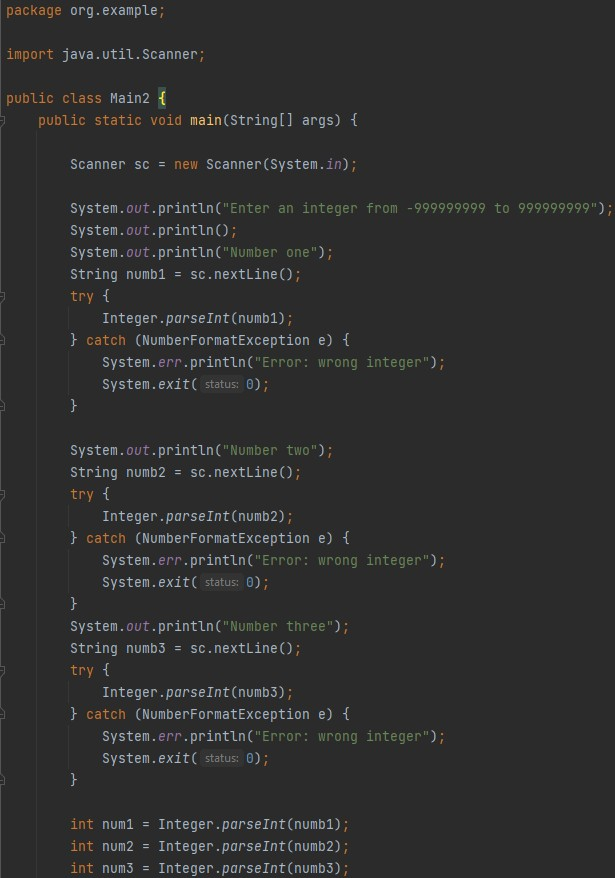 package org.example;
import java.util.Scanner;
public class Main2 {
public static void main(String[] args) {
Scanner sc = new Scanner(System.in);
System.out.println("Enter an integer from -999999999 to 999999999");
System.out.println();
System.out.println("Number one");
String numb1 = sc.nextLine();
try {
Integer.parseInt(numb1);
} catch (NumberFormatException e) {
System.err.println("Error: wrong integer");
System.exit( status: 0);
}
System.out.println("Number two");
String numb2 = sc.nextLine();
try {
Integer.parseInt(numb2);
} catch (NumberFormatException e) {
System.err.println("Error: wrong integer");
System.exit( status: 0);
}
System.out.println("Number three");
String numb3 = sc.nextLine();
try {
Integer.parseInt(numb3);
} catch (NumberFormatException e) {
System.err.println("Error: wrong integer");
System.exit( status: 0);
}
int num1 = Integer.parseInt(numb1);
int num2 = Integer.parseInt(numb2);
int num3 = Integer.parseInt(numb3);